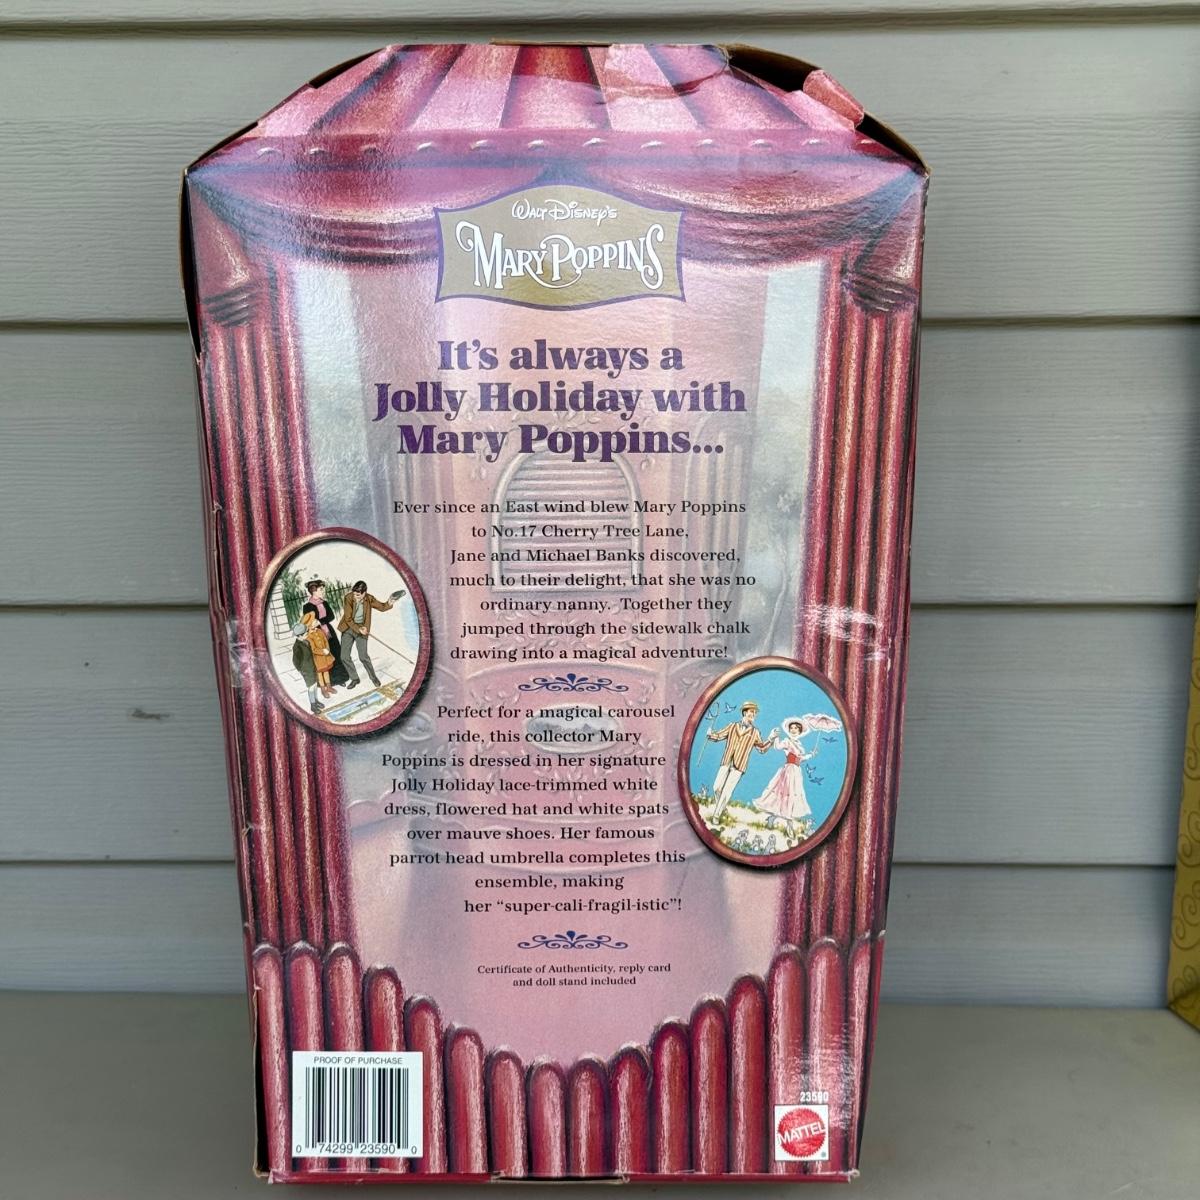 Walt Disney's
Mary Poppins
It's always a
Jolly Holiday with
Mary Poppins...
Ever since an East wind blew Mary Poppins
to No.17 Cherry Tree Lane,
Jane and Michael Banks discovered,
much to their delight, that she was no
ordinary nanny. Together they
jumped through the sidewalk chalk
drawing into a magical adventure!
Perfect for a magical carousel
ride, this collector Mary
Poppins is dressed in her signature
Jolly Holiday lace-trimmed white
dress, flowered hat and white spats
over mauve shoes. Her famous
parrot head umbrella completes this
ensemble, making
her “super-cali-fragil-istic”!
Certificate of Authenticity, reply card
and doll stand included
PROOF OF PURCHASE
0 74299 23590 0
23590
MATTEL
®